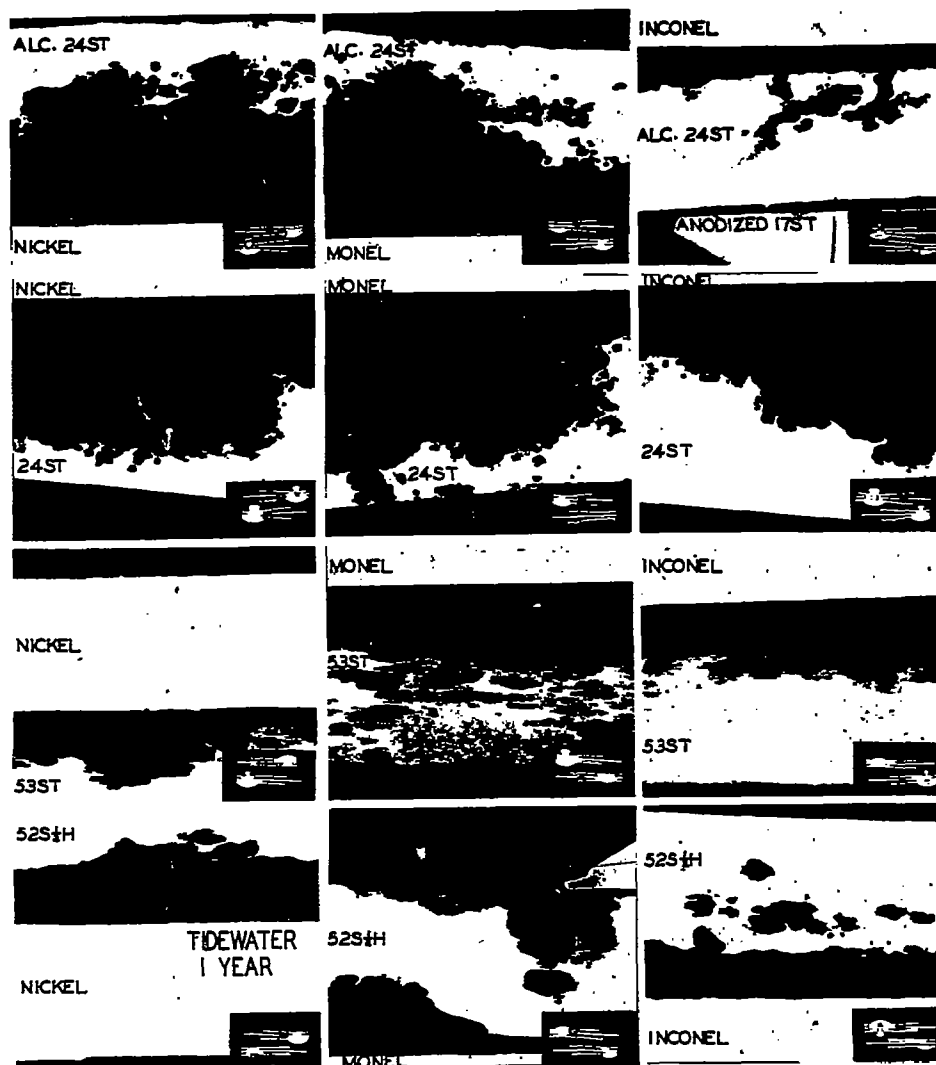 ALC. 24ST
NICKEL
ALC. 24ST
MONEL
INCONEL
ALC. 24ST
ANODIZED 17ST
NICKEL
24ST
MONEL
24ST
INCONEL
24ST
NICKEL
53ST
MONEL
53ST
INCONEL
53ST
52S½H
TIDEWATER
1 YEAR
NICKEL
52S½H
MONEL
52S½H
INCONEL